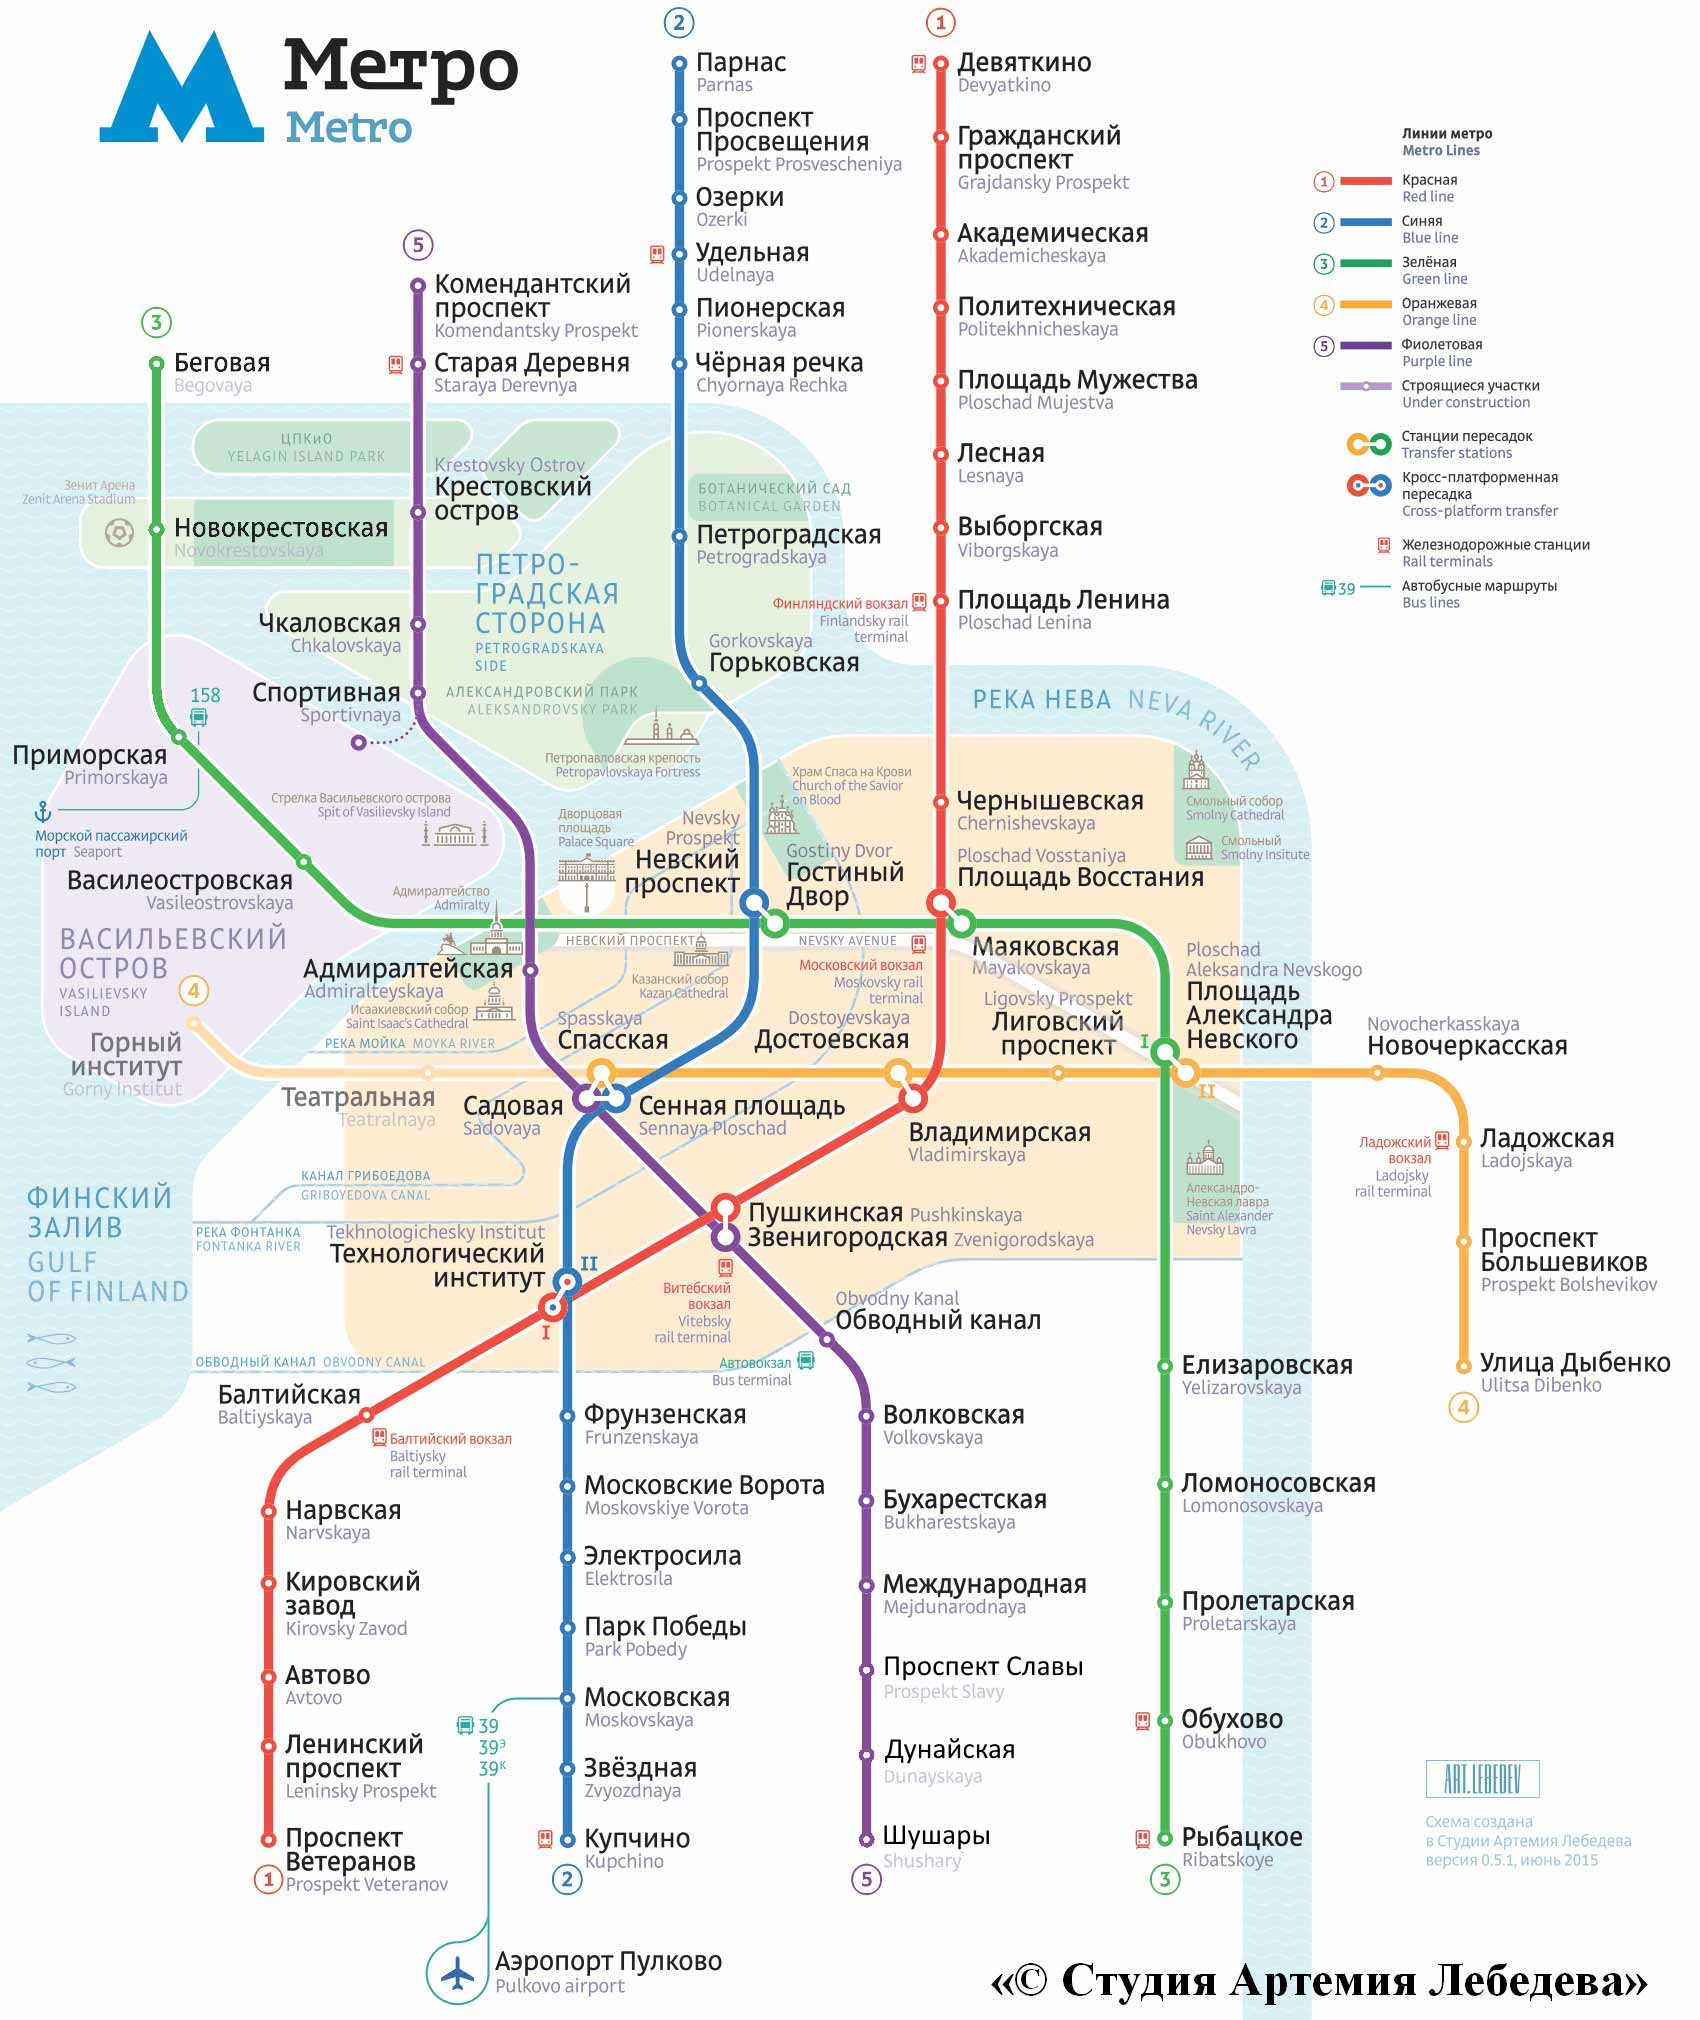 Метро
Metro
2
Парнас
Parnas
Проспект
Просвещения
Prospekt Prosvescheniya
Озерки
Ozerki
Удельная
Udelnaya
Пионерская
Pionerskaya
Чёрная речка
Chyornaya Rechka
1
Девяткино
Devyatkino
Гражданский
проспект
Grajdansky Prospekt
Академическая
Akademicheskaya
Политехническая
Politekhnicheskaya
Площадь Мужества
Ploschad Mujestva
Лесная
Lesnaya
Выборгская
Viborgskaya
Финляндский вокзал
Finlandsky rail
terminal
Площадь Ленина
Ploschad Lenina
Линии метро
Metro Lines
1
Красная
Red line
2
Синяя
Blue line
3
Зелёная
Green line
4
Оранжевая
Orange line
5
Фиолетовая
Purple line
Строящиеся участки
Under construction
Станции пересадок
Transfer stations
Кросс-платформенная
пересадка
Cross-platform transfer
Железнодорожные станции
Rail terminals
39
Автобусные маршруты
Bus lines
5
Комендантский
проспект
Komendantsky Prospekt
Старая Деревня
Staraya Derevnya
3
Беговая
Begovaya
ЦПКиО
YELAGIN ISLAND PARK
Krestovsky Ostrov
Крестовский
остров
Зенит Арена
Zenit Arena Stadium
Новокрестовская
Novokrestovskaya
БОТАНИЧЕСКИЙ САД
BOTANICAL GARDEN
Петроградская
Petrogradskaya
ПЕТРО-
ГРАДСКАЯ
СТОРОНА
PETROGRADSKAYA
SIDE
Чкаловская
Chkalovskaya
Gorkovskaya
Горьковская
Спортивная
Sportivnaya
АЛЕКСАНДРОВСКИЙ ПАРК
ALEKSANDROVSKY PARK
РЕКА НЕВА NEVA RIVER
158
Приморская
Primorskaya
Морской пассажирский
порт Seaport
Петропавловская крепость
Petropavlovskaya Fortress
Стрелка Васильевского острова
Spit of Vasilievsky Island
Храм Спаса на Крови
Church of the Savior
on Blood
Дворцовая
площадь
Palace Square
Nevsky
Prospekt
Невский
проспект
Gostiny Dvor
Гостиный
Двор
Чернышевская
Chernishevskaya
Ploschad Vosstaniya
Площадь Восстания
Смольный собор
Smolny Cathedral
Смольный
Smolny Insitute
Василеостровская
Vasileostrovskaya
Адмиралтейство
Admiralty
ВАСИЛЬЕВСКИЙ
ОСТРОВ
VASILIEVSKY
ISLAND
НЕВСКИЙ ПРОСПЕКТ
NEVSKY AVENUE
Адмиралтейская
Admiralteyskaya
Исаакиевский собор
Saint Isaac's Cathedral
Казанский собор
Kazan Cathedral
Московский вокзал
Moskovsky rail
terminal
Маяковская
Mayakovskaya
Ploschad
Aleksandra Nevskogo
Площадь
Александра
Невского
I
II
4
Горный
институт
Gorny Institut
РЕКА МОЙКА MOYKA RIVER
Spasskaya
Спасская
Dostoyevskaya
Достоевская
Ligovsky Prospekt
Лиговский
проспект
Novocherkasskaya
Новочеркасская
Театральная
Teatralnaya
Садовая
Sadovaya
Сенная площадь
Sennaya Ploschad
Владимирская
Vladimirskaya
Ладожский
вокзал
Ladojsky
rail terminal
Ладожская
Ladojskaya
КАНАЛ ГРИБОЕДОВА
GRIBOYEDOVA CANAL
Александро-
Невская лавра
Saint Alexander
Nevsky Lavra
ФИНСКИЙ
ЗАЛИВ
GULF
OF FINLAND
РЕКА ФОНТАНКА
FONTANKA RIVER
Tekhnologichesky Institut
Технологический
институт
II
I
Пушкинская Pushkinskaya
Звенигородская Zvenigorodskaya
Витебский
вокзал
Vitebsky
rail terminal
Проспект
Большевиков
Prospekt Bolshevikov
Obvodny Kanal
Обводный канал
Автовокзал
Bus terminal
ОБВОДНЫЙ КАНАЛ OBVODNY CANAL
Елизаровская
Yelizarovskaya
Улица Дыбенко
Ulitsa Dibenko
4
Балтийская
Baltiyskaya
Балтийский вокзал
Baltiysky
rail terminal
Фрунзенская
Frunzenskaya
Волковская
Volkovskaya
Нарвская
Narvskaya
Московские Ворота
Moskovskiye Vorota
Бухарестская
Bukharestskaya
Ломоносовская
Lomonosovskaya
Кировский
завод
Kirovsky Zavod
Электросила
Elektrosila
Международная
Mejdunarodnaya
Пролетарская
Proletarskaya
Автово
Avtovo
Парк Победы
Park Pobedy
Проспект Славы
Prospekt Slavy
Ленинский
проспект
Leninsky Prospekt
39
39Э
39К
Московская
Moskovskaya
Дунайская
Dunayskaya
Обухово
Obukhovo
Звёздная
Zvyozdnaya
Проспект
Ветеранов
Prospekt Veteranov
1
Купчино
Kupchino
2
Шушары
Shushary
5
Рыбацкое
Ribatskoye
3
ART.LEBEDEV
Схема создана
в Студии Артемия Лебедева
версия 0.5.1, июнь 2015
Аэропорт Пулково
Pulkovo airport
«© Студия Артемия Лебедева»